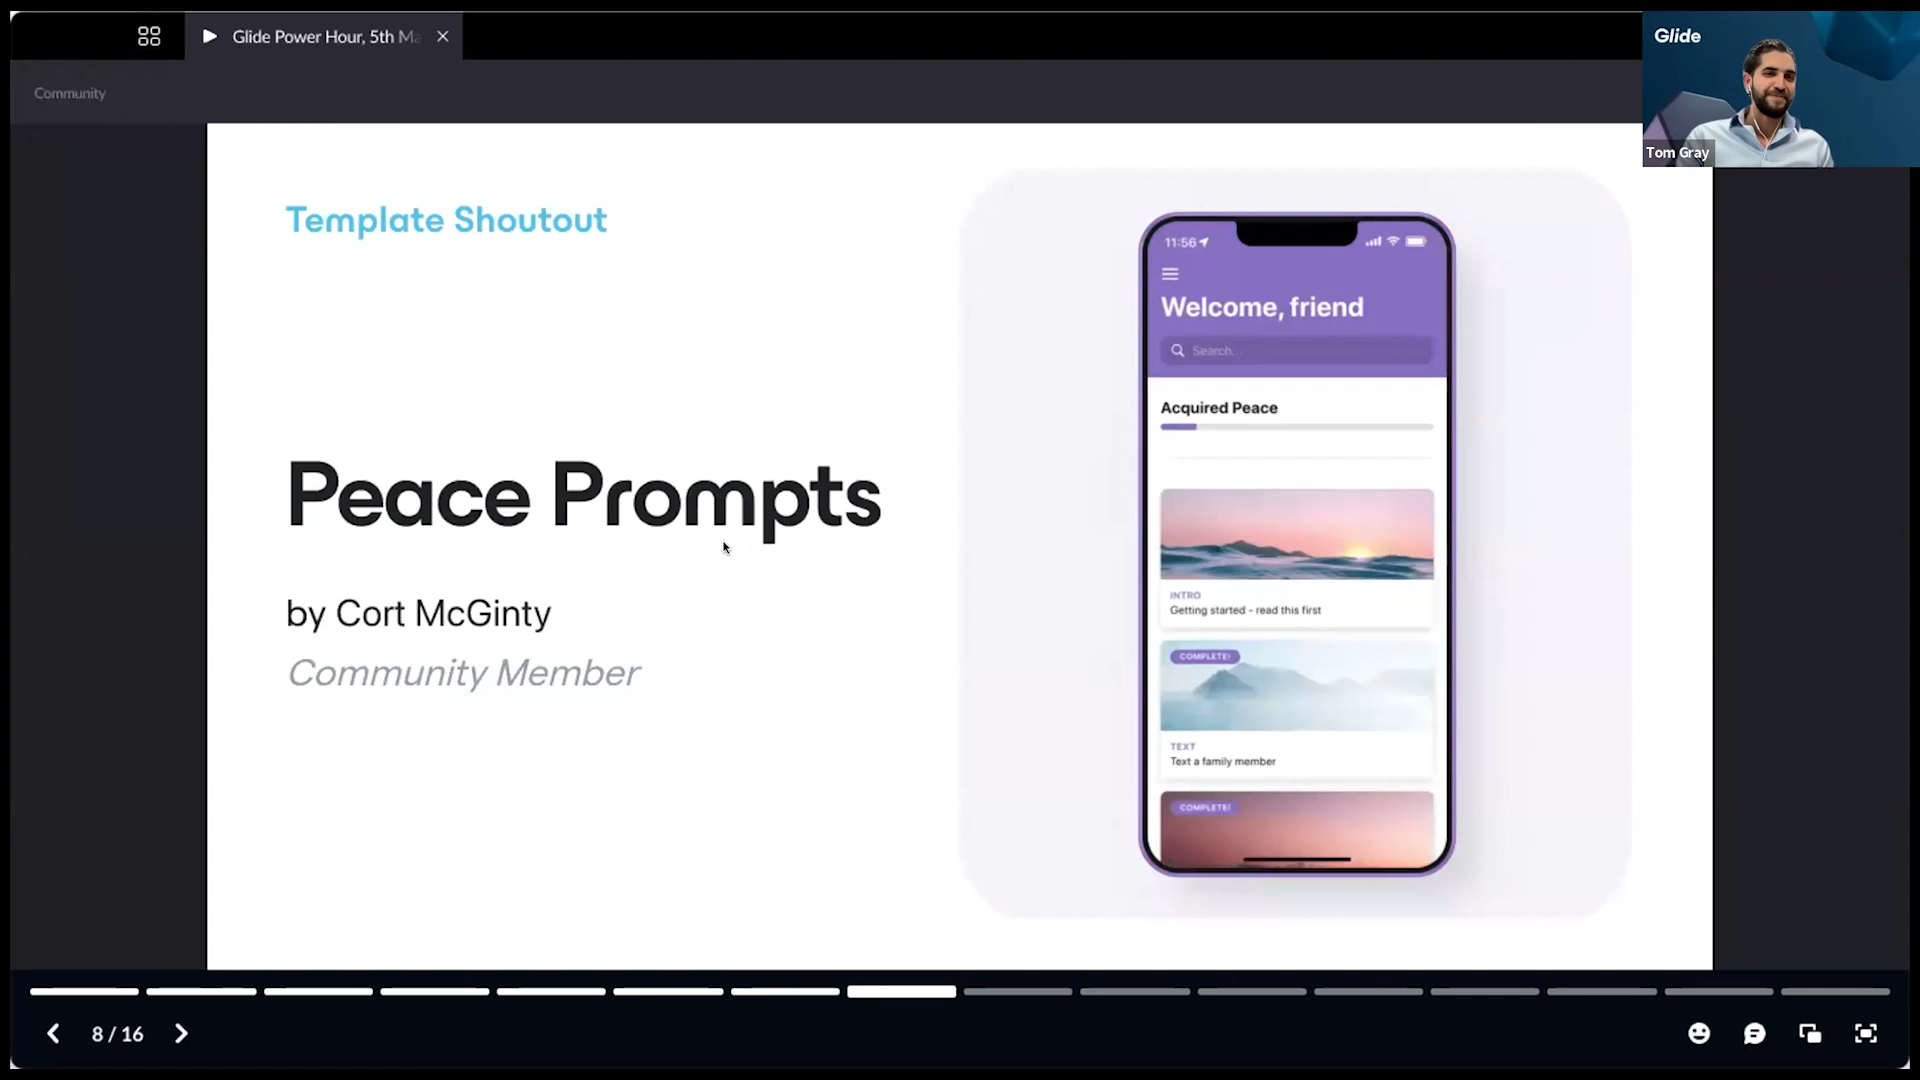 Glide Power Hour, 5th Ma
Glide
Community
Tom Gray
Template Shoutout
11:56
Welcome, friend
Search...
Acquired Peace
Peace Prompts
by Cort McGinty
Community Member
INTRO
Getting started - read this first
COMPLETE!
TEXT
Text a family member
COMPLETE!
8 / 16